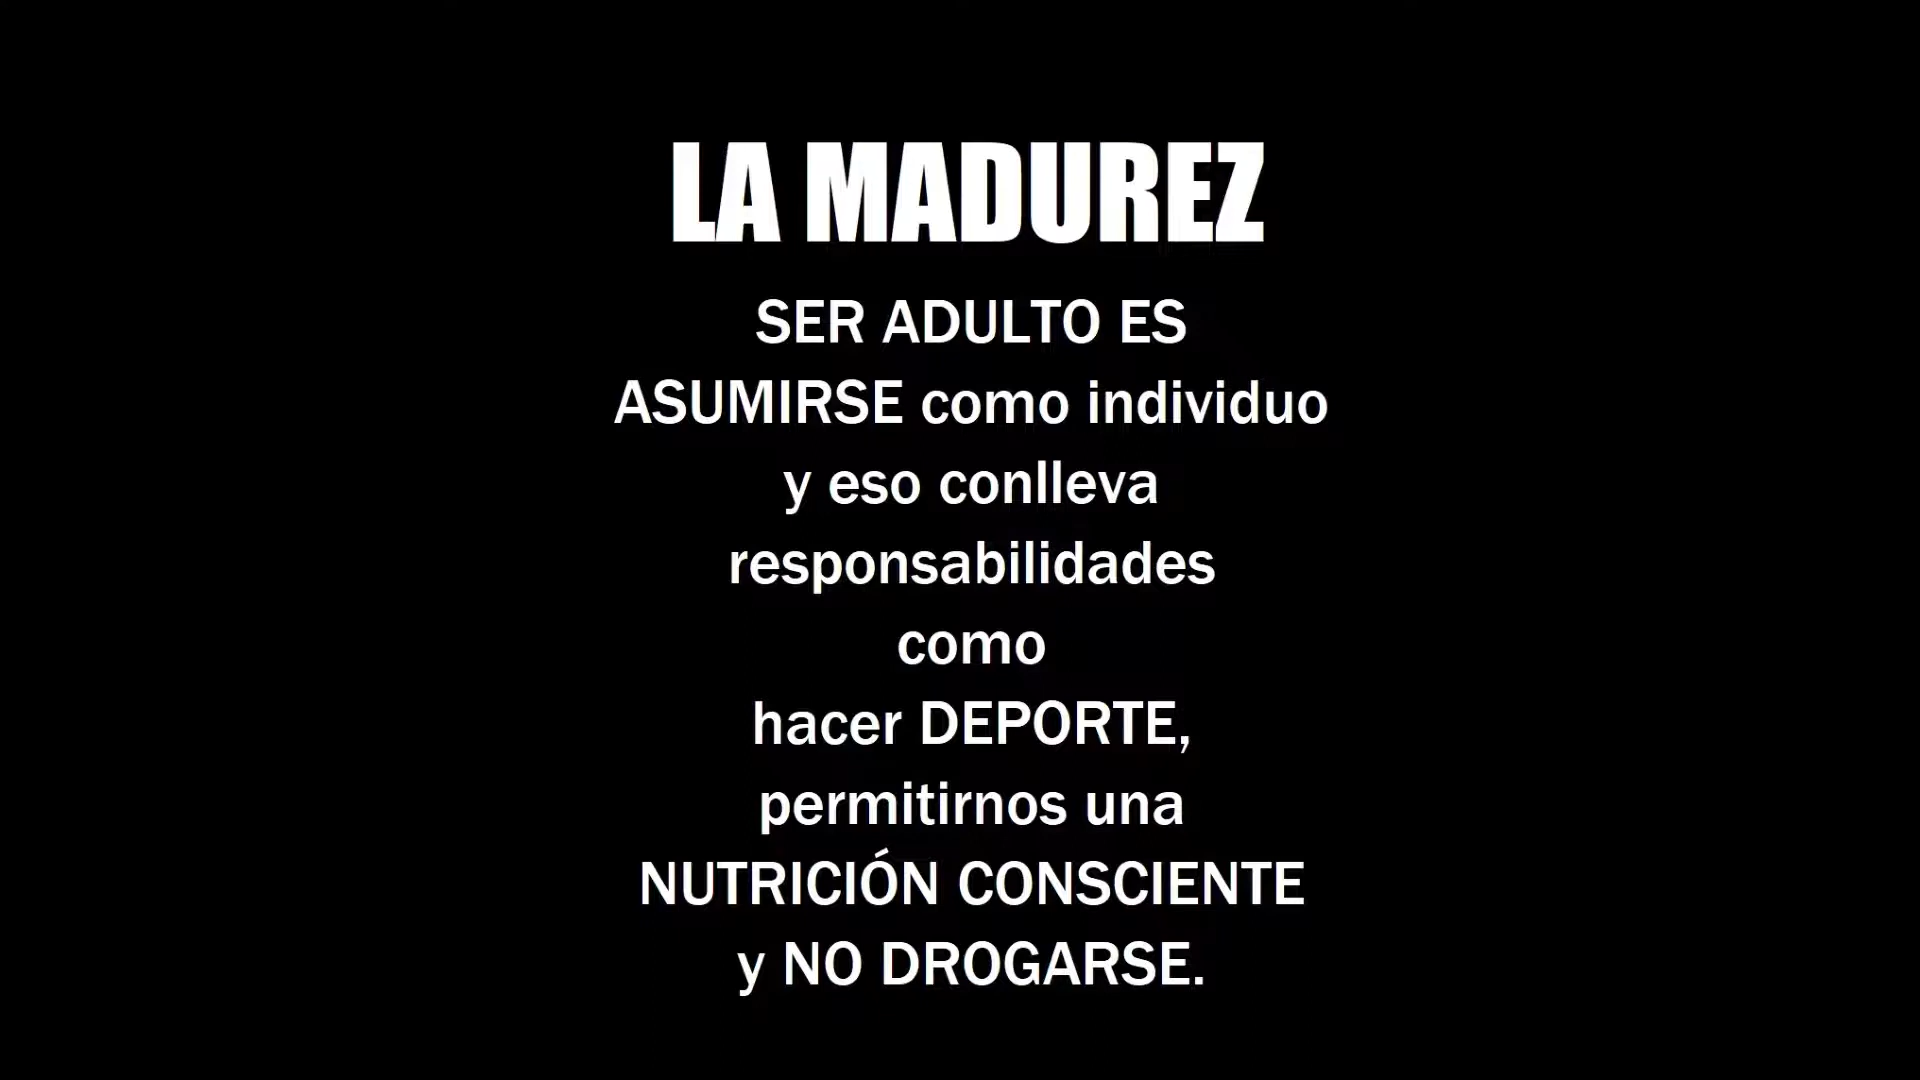 LA MADUREZ
SER ADULTO ES
ASUMIRSE como individuo
y eso conlleva
responsabilidades
como
hacer DEPORTE,
permitirnos una
NUTRICIÓN CONSCIENTE
y NO DROGARSE.